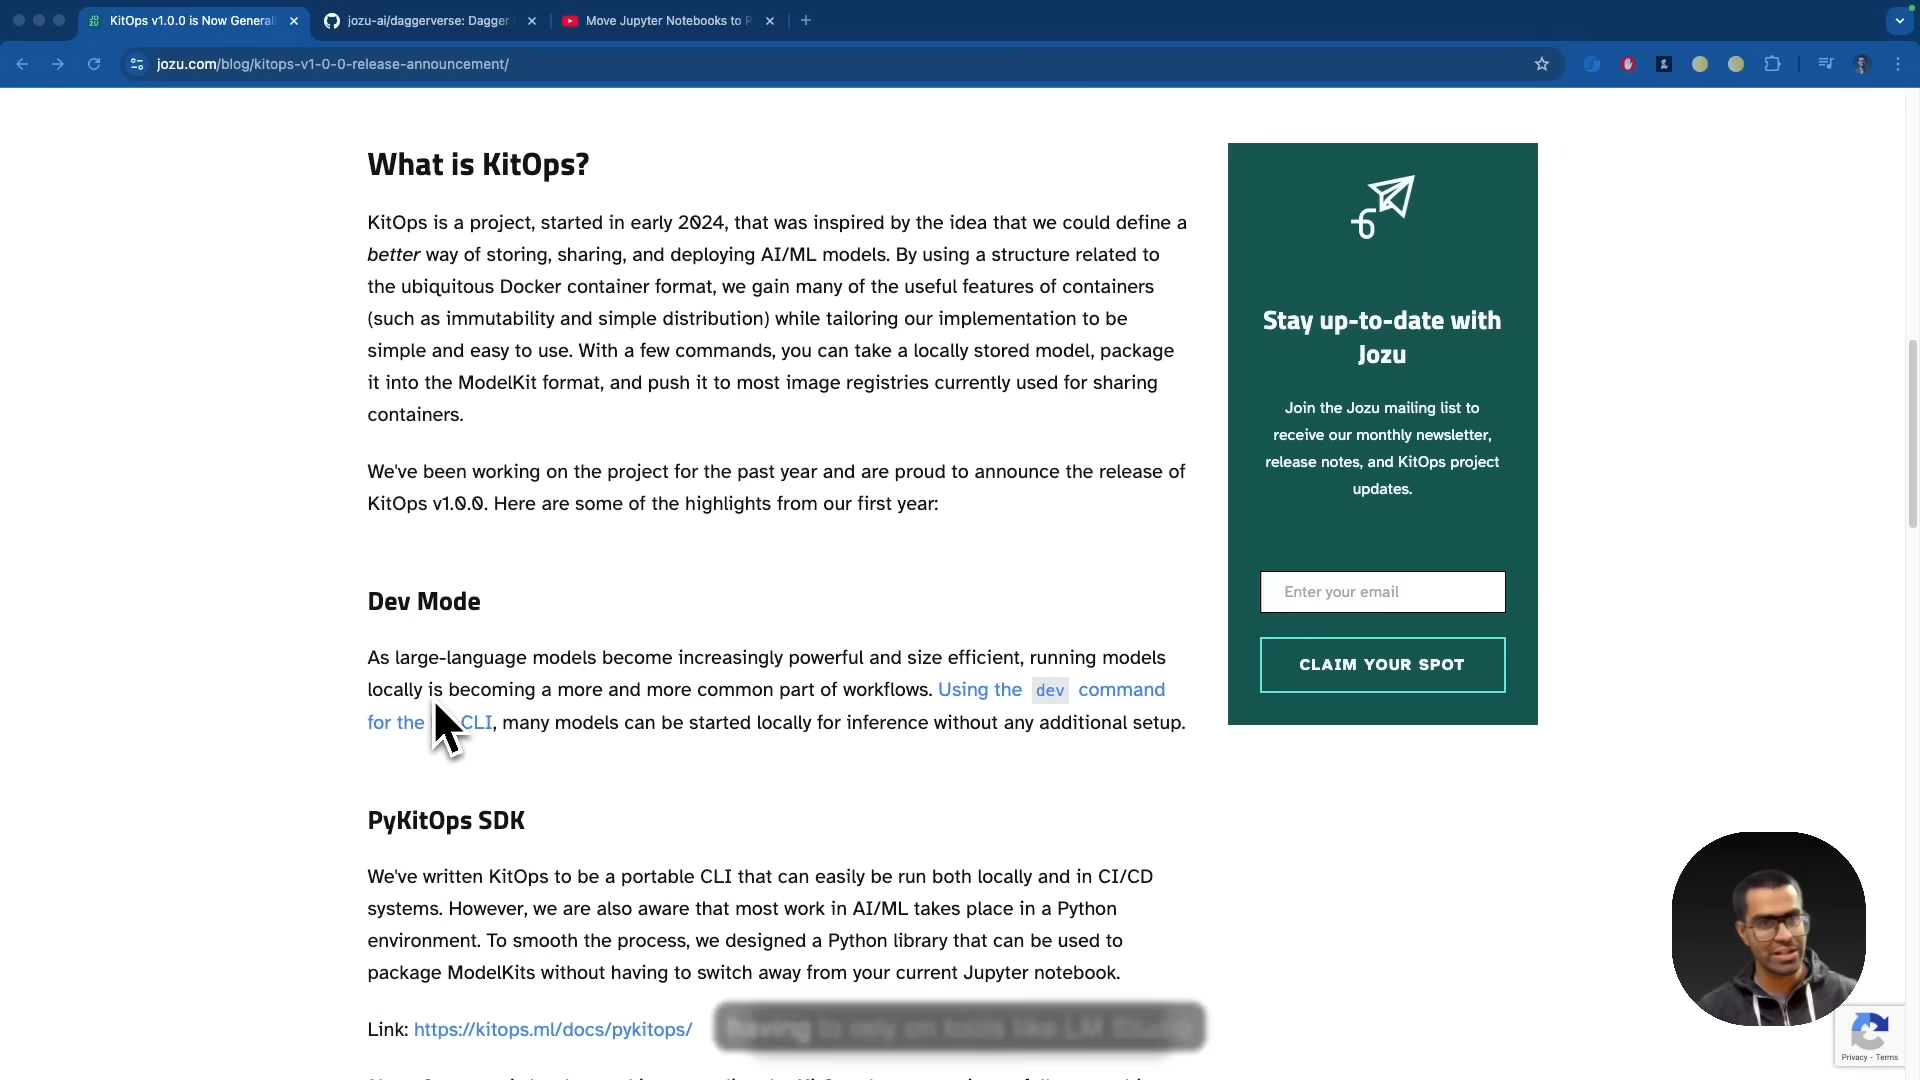 KitOps v1.0.0 is Now General
jozu-ai/daggerverse: Dagger
Move Jupyter Notebooks to P
jozu.com/blog/kitops-v1-0-0-release-announcement/
What is KitOps?
KitOps is a project, started in early 2024, that was inspired by the idea that we could define a
better way of storing, sharing, and deploying AI/ML models. By using a structure related to
the ubiquitous Docker container format, we gain many of the useful features of containers
(such as immutability and simple distribution) while tailoring our implementation to be
simple and easy to use. With a few commands, you can take a locally stored model, package
it into the ModelKit format, and push it to most image registries currently used for sharing
containers.
We've been working on the project for the past year and are proud to announce the release of
KitOps v1.0.0. Here are some of the highlights from our first year:
Dev Mode
As large-language models become increasingly powerful and size efficient, running models
locally is becoming a more and more common part of workflows. Using the dev command
for the CLI, many models can be started locally for inference without any additional setup.
PyKitOps SDK
We've written KitOps to be a portable CLI that can easily be run both locally and in CI/CD
systems. However, we are also aware that most work in AI/ML takes place in a Python
environment. To smooth the process, we designed a Python library that can be used to
package ModelKits without having to switch away from your current Jupyter notebook.
Link: https://kitops.ml/docs/pykitops/
having to rely on tools like LM Studio
Stay up-to-date with
Jozu
Join the Jozu mailing list to
receive our monthly newsletter,
release notes, and KitOps project
updates.
Enter your email
CLAIM YOUR SPOT
Privacy - Terms